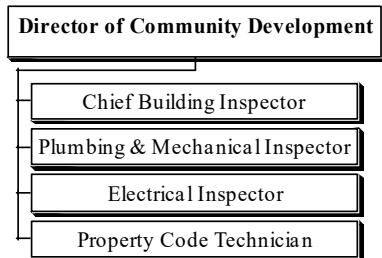 Director of Community Development
Chief Building Inspector
Plumbing & Mechanical Inspector
Electrical Inspector
Property Code Technician